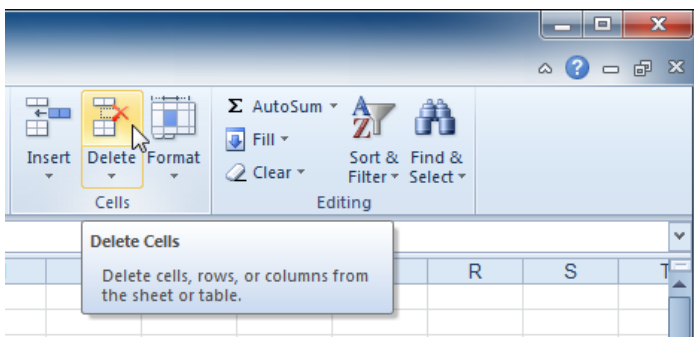 Σ AutoSum
Fill
Clear
Insert
Delete
Format
Sort &
Filter
Find &
Select
Cells
Editing
Delete Cells
Delete cells, rows, or columns from
the sheet or table.
R
S
T